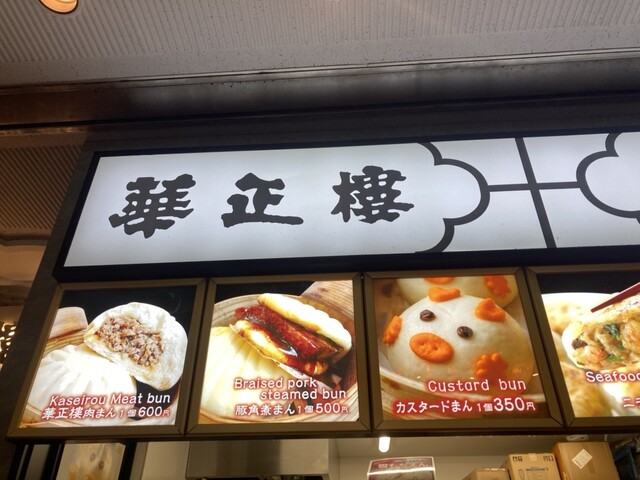 華正樓
Kaseirou Meat bun
華正樓肉まん1個600円
Braised pork
steamed bun
豚角煮まん1個500円
Custard bun
カスタードまん1個350円
Seafood
ニラ